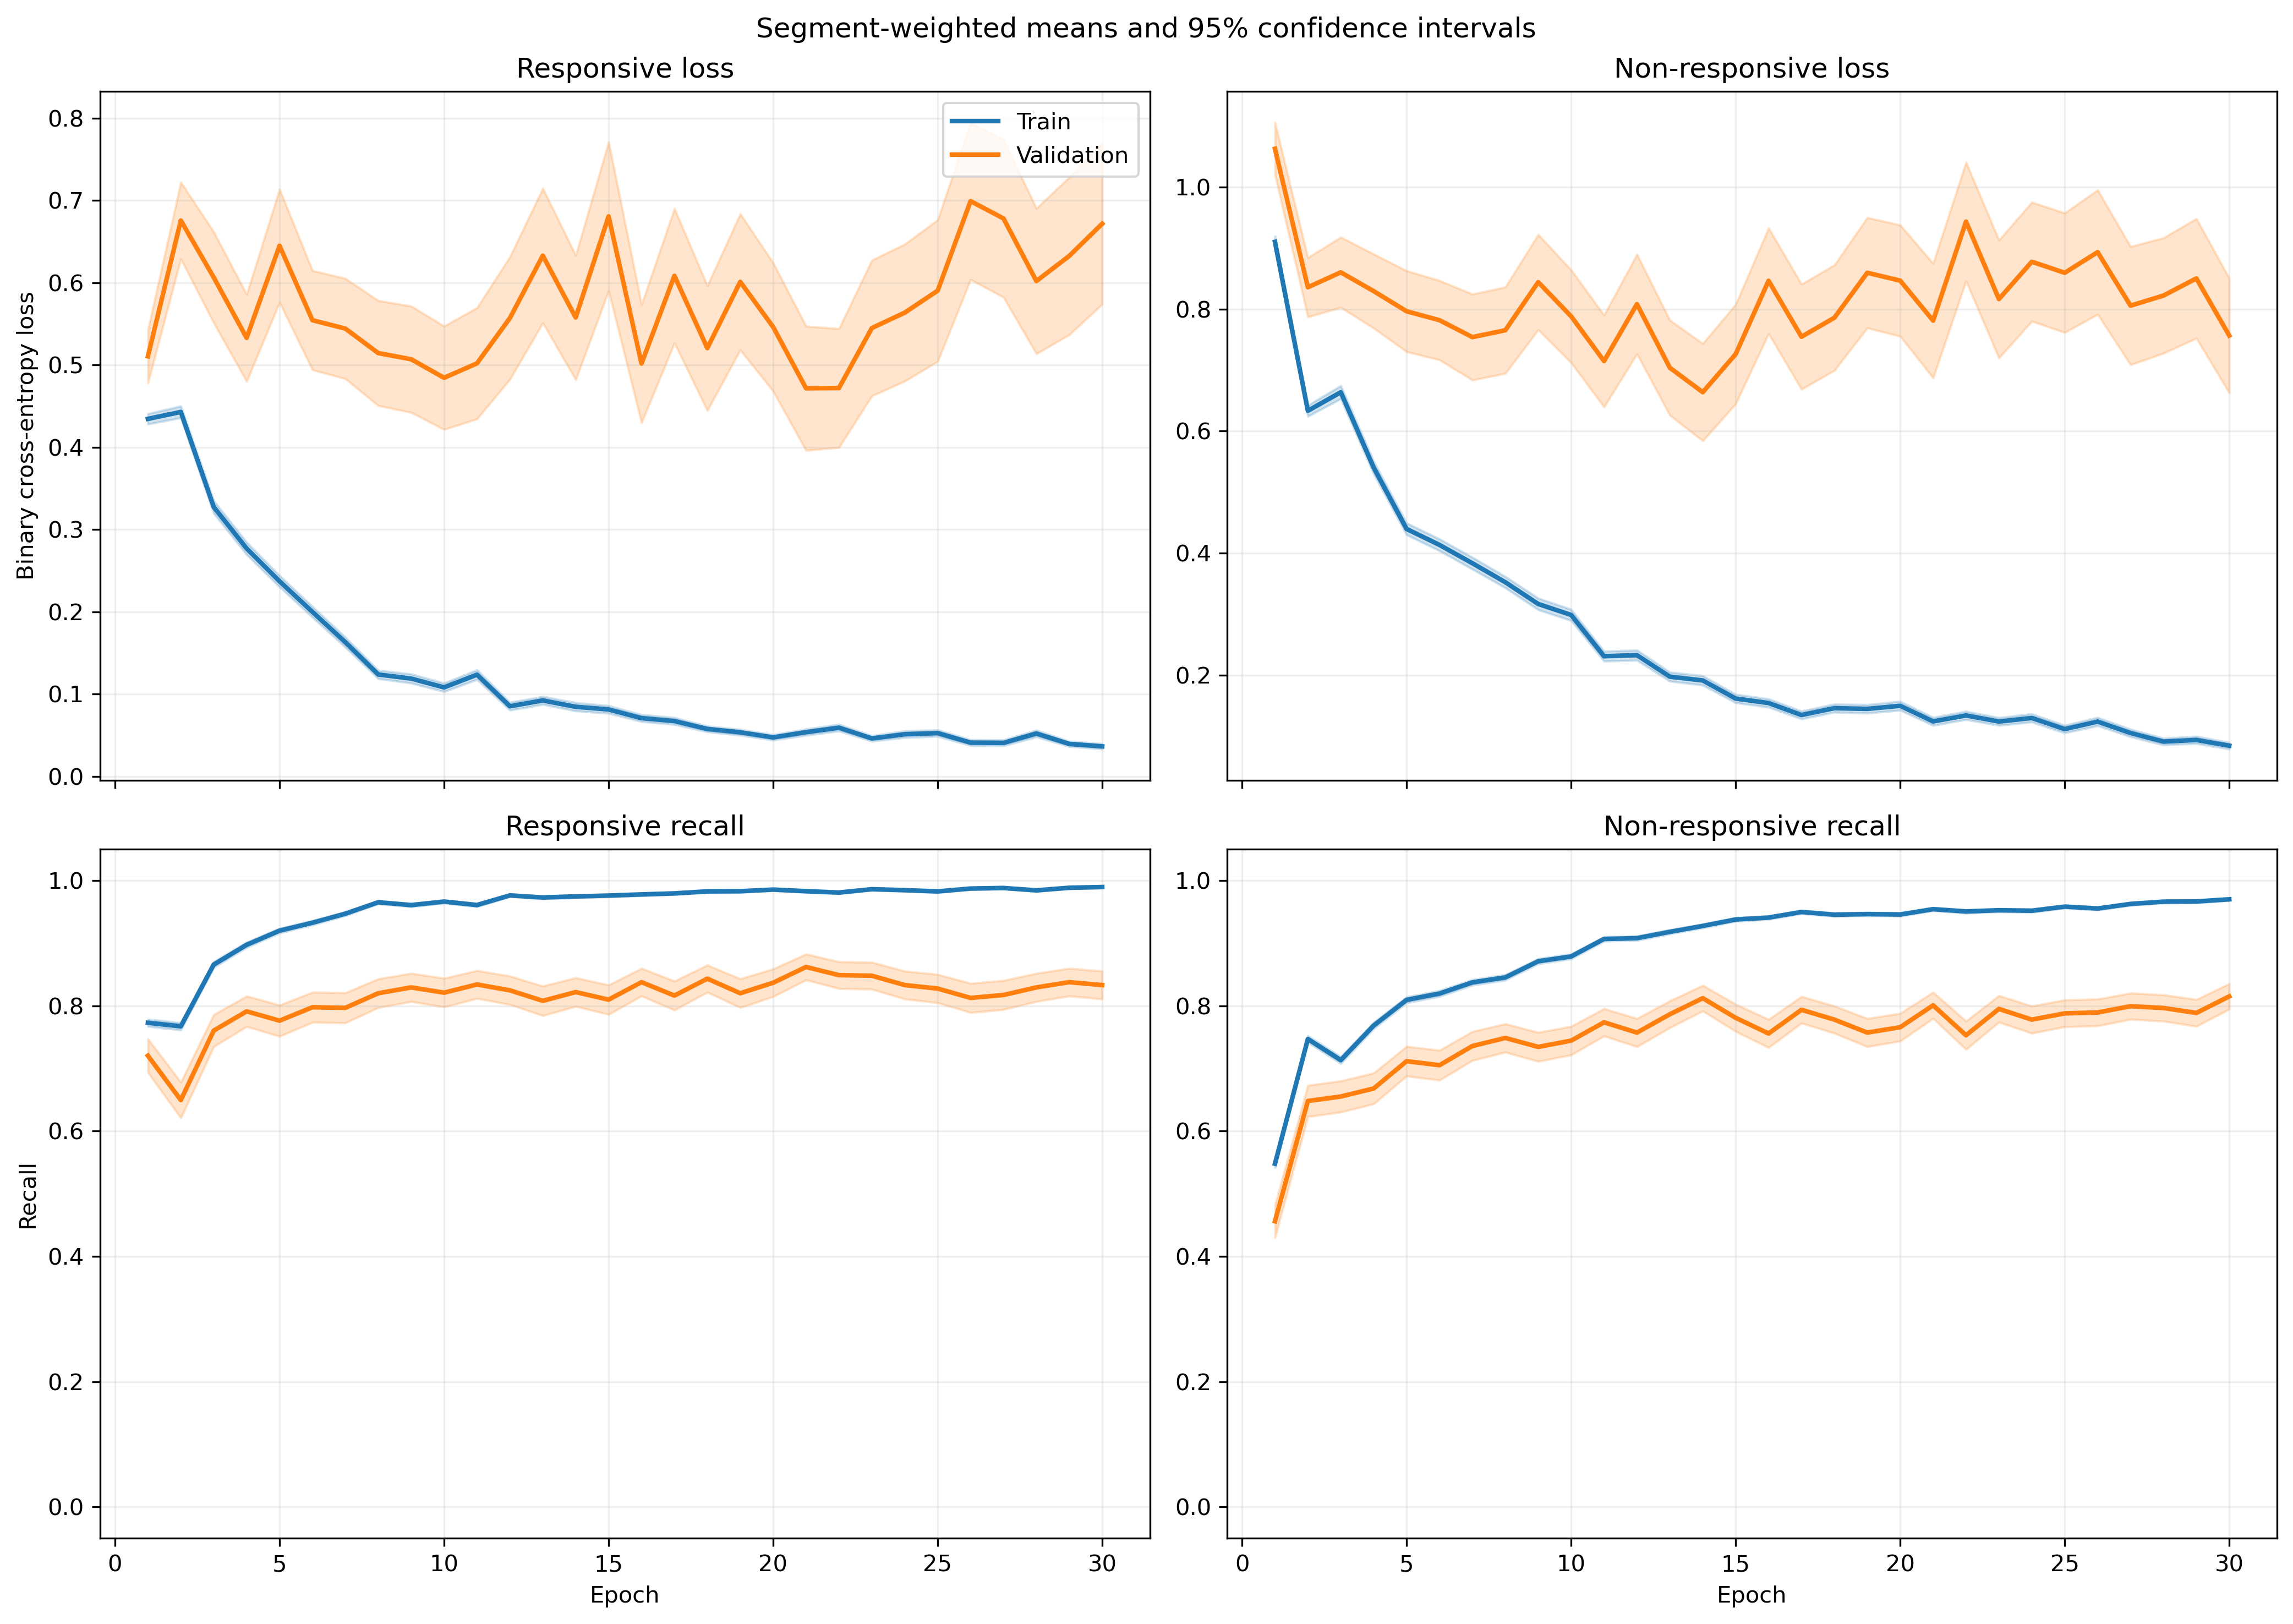 Segment-weighted means and 95% confidence intervals
Responsive loss
Non-responsive loss
Binary cross-entropy loss
0.8
0.7
0.6
0.5
0.4
0.3
0.2
0.1
0.0
Train
Validation
1.0
0.8
0.6
0.4
0.2
Responsive recall
Non-responsive recall
Recall
1.0
0.8
0.6
0.4
0.2
0.0
0 5 10 15 20 25 30
Epoch
1.0
0.8
0.6
0.4
0.2
0.0
0 5 10 15 20 25 30
Epoch